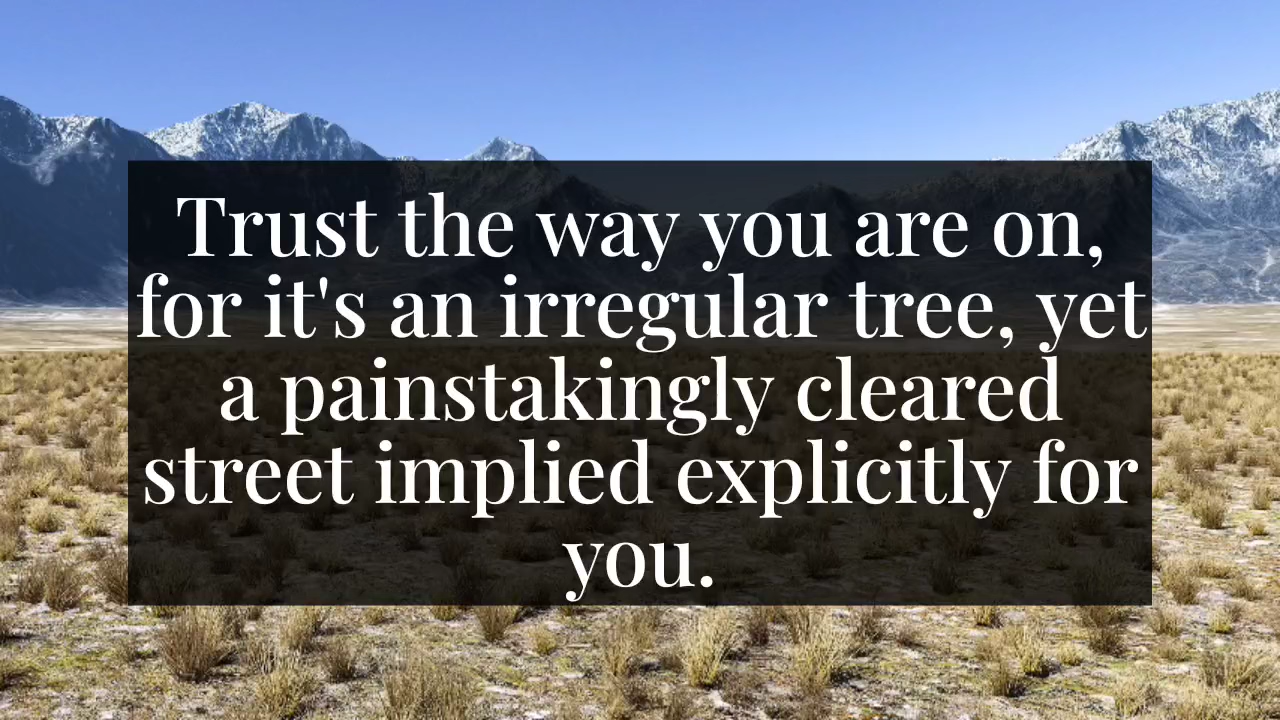 Trust the way you are on,
for it's an irregular tree, yet
a painstakingly cleared
street implied explicitly for
you.